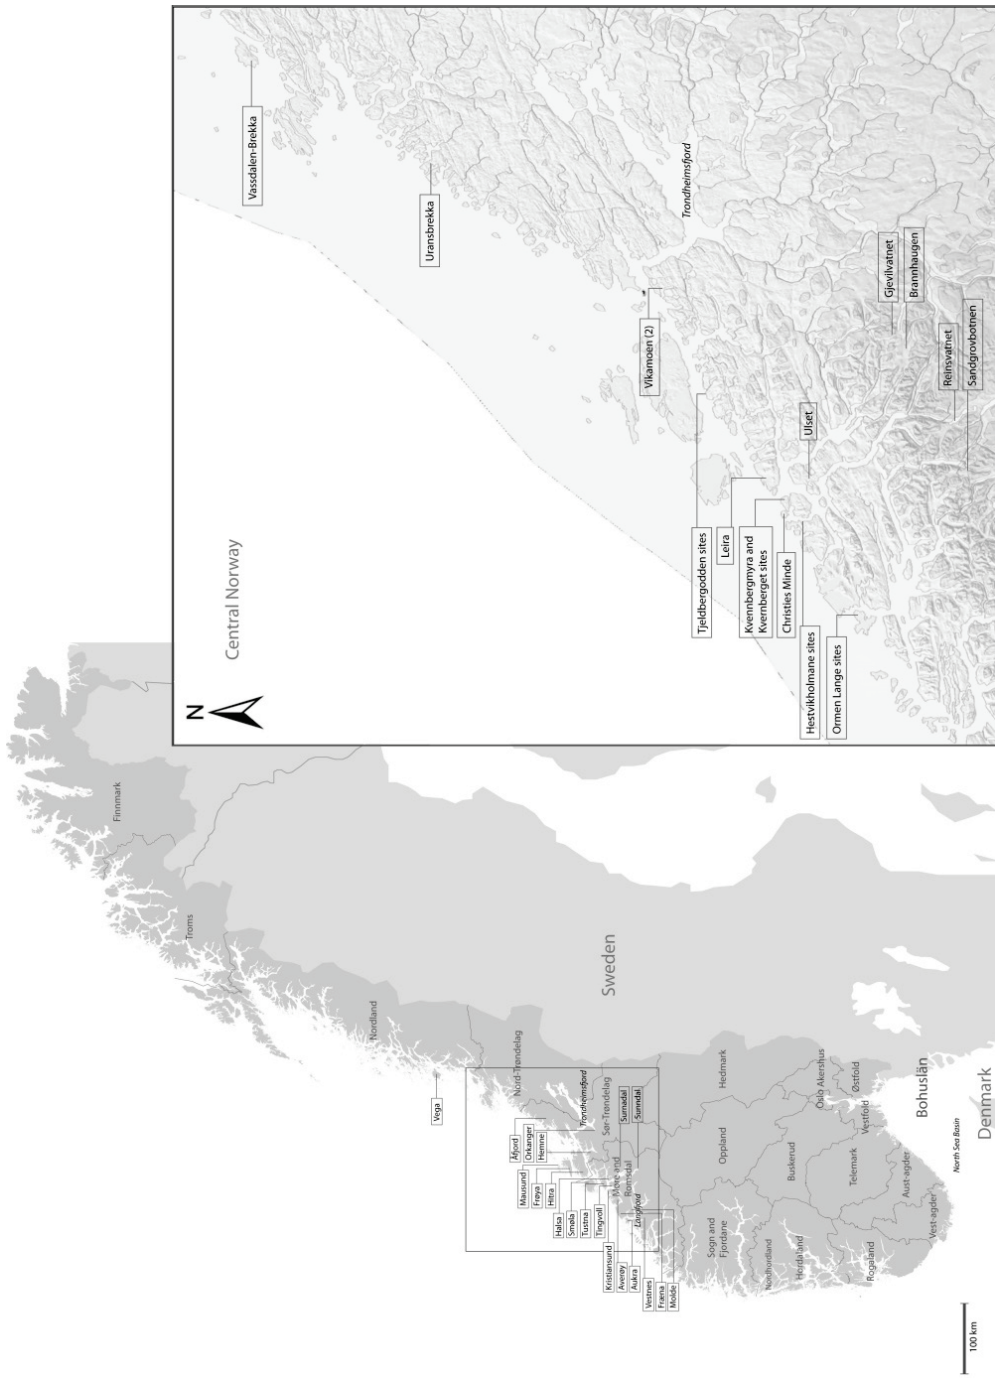 Finnmark
Troms
Nordland
Vega
Nord-Trøndelag
Trondheimsfjord
Sør-Trøndelag
Åfjord
Orkanger
Hemne
Mausund
Frøya
Hitra
Halsa
Smøla
Tustna
Tingvoll
Surnadal
Sunndal
Møre and
Romsdal
Langfjord
Kristiansund
Averøy
Aukra
Vestnes
Fræna
Molde
Sweden
Sogn and
Fjordane
Oppland
Hedmark
Nordhordland
Hordaland
Buskerud
Oslo
Akershus
Østfold
Vestfold
Telemark
Rogaland
Aust-agder
Vest-agder
Bohuslän
North Sea Basin
Denmark
100 km
N
Central Norway
Vassdalen-Brekka
Uransbrekka
Trondheimsfjord
Vikamoen (2)
Tjeldbergodden sites
Leira
Kvennbergmyra and
Kvernberget sites
Christies Minde
Ulset
Hestvikholmane sites
Ormen Lange sites
Gjevilvatnet
Brannhaugen
Reinsvatnet
Sandgrovbotnen